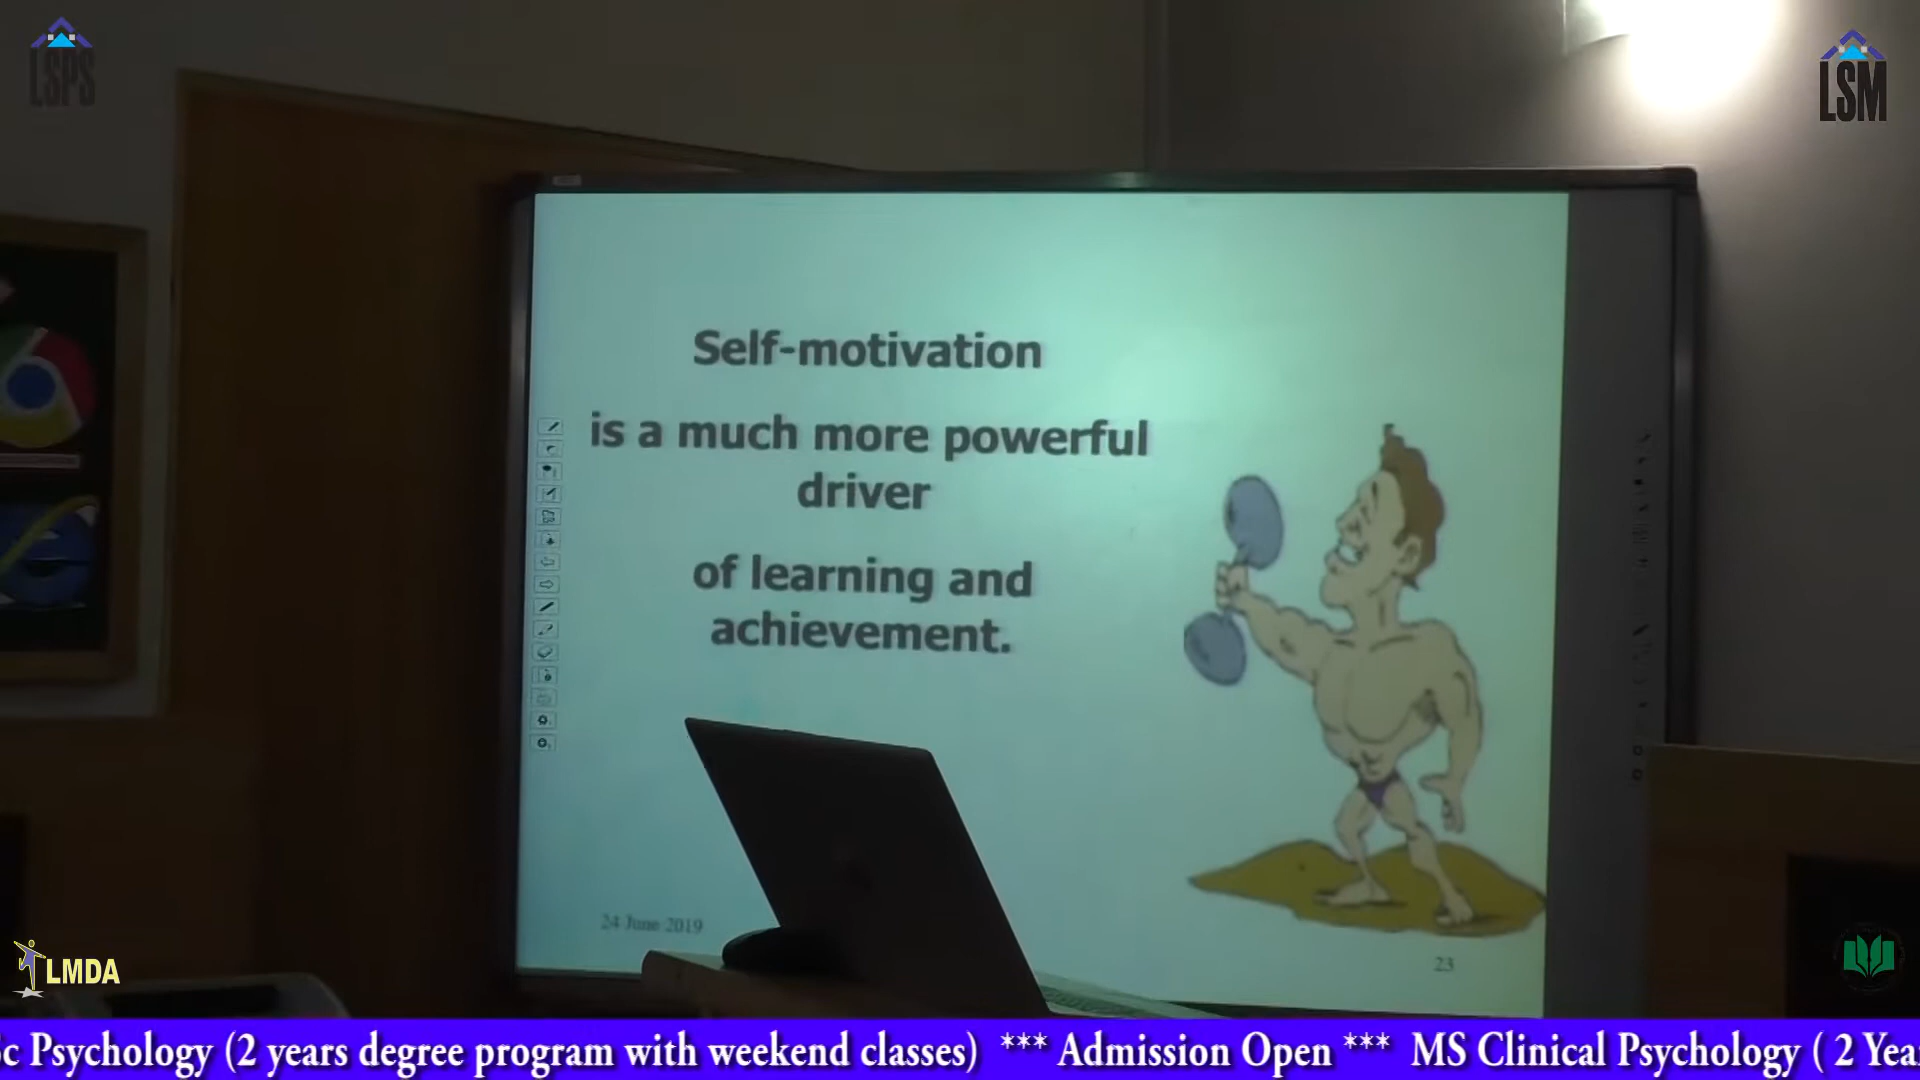 LSPS
LSM
Self-motivation
is a much more powerful
driver
of learning and
achievement.
24 June 2019
23
LMDA
c Psychology (2 years degree program with weekend classes) *** Admission Open *** MS Clinical Psychology ( 2 Yea